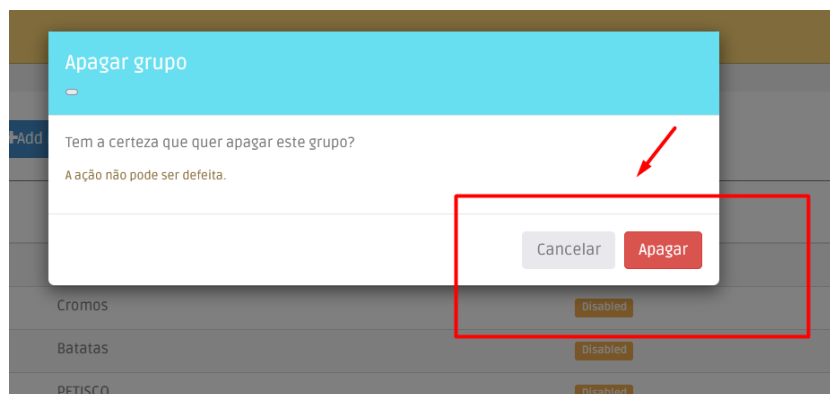 Apagar grupo
Add
Tem a certeza que quer apagar este grupo?
A ação não pode ser defeita.
Cancelar Apagar
Cromos Disabled
Batatas Disabled
PETISCO Disabled